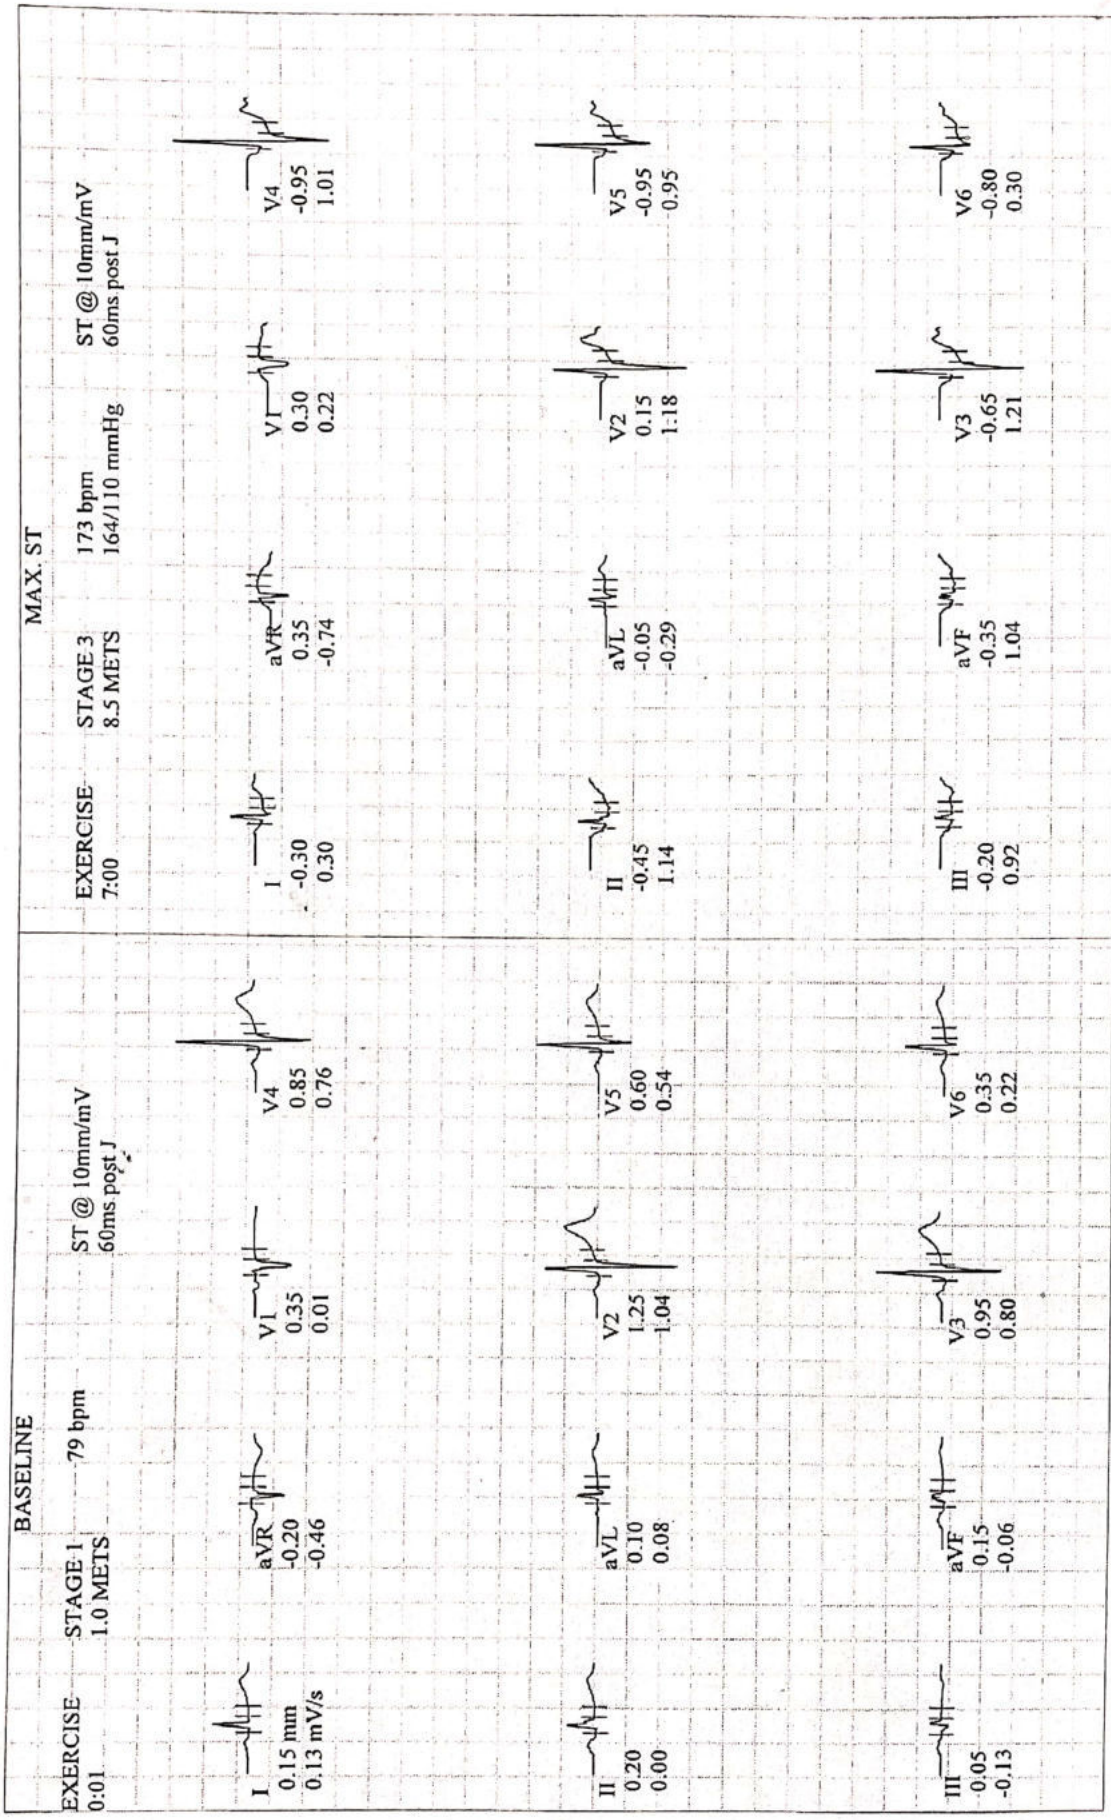 BASELINE
EXERCISE STAGE 1 79 bpm ST @ 10mm/mV
0:01 1.0 METS 60ms post J
I
0.15 mm
0.13 mV/s
aVR
-0.20
-0.46
V1
0.35
0.01
V4
0.85
0.76
II
0.20
0.00
aVL
0.10
0.08
V2
1.25
1.04
V5
0.60
0.54
III
-0.05
-0.13
aVF
0.15
-0.06
V3
0.95
0.80
V6
0.35
0.22
MAX. ST
EXERCISE STAGE 3 173 bpm ST @ 10mm/mV
7:00 8.5 METS 164/110 mmHg 60ms post J
I
-0.30
0.30
aVR
0.35
-0.74
V1
0.30
0.22
V4
-0.95
1.01
II
-0.45
1.14
aVL
-0.05
-0.29
V2
0.15
1.18
V5
-0.95
0.95
III
-0.20
0.92
aVF
-0.35
1.04
V3
-0.65
1.21
V6
-0.80
0.30